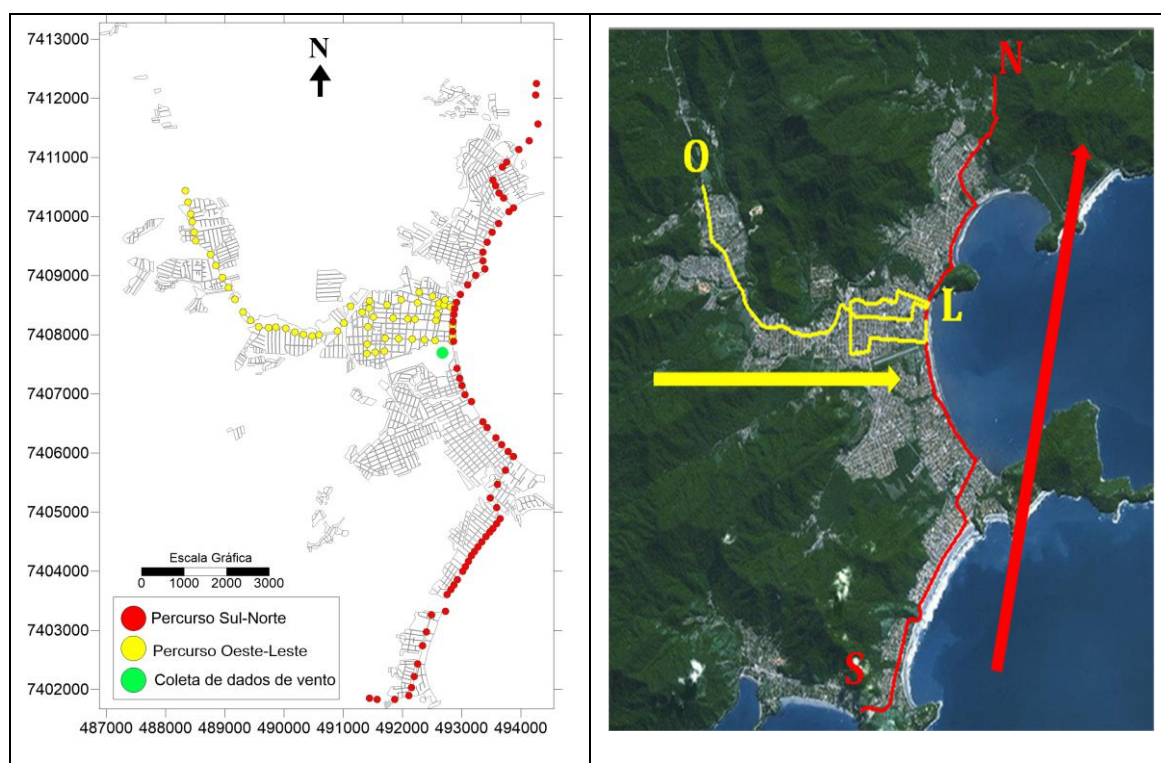 7413000
N
7412000
7411000
7410000
7409000
7408000
7407000
7406000
7405000
7404000
7403000
7402000
Escala Gráfica
0 1000 2000 3000
Percurso Sul-Norte
Percurso Oeste-Leste
Coleta de dados de vento
487000 488000 489000 490000 491000 492000 493000 494000
N
O
L
S